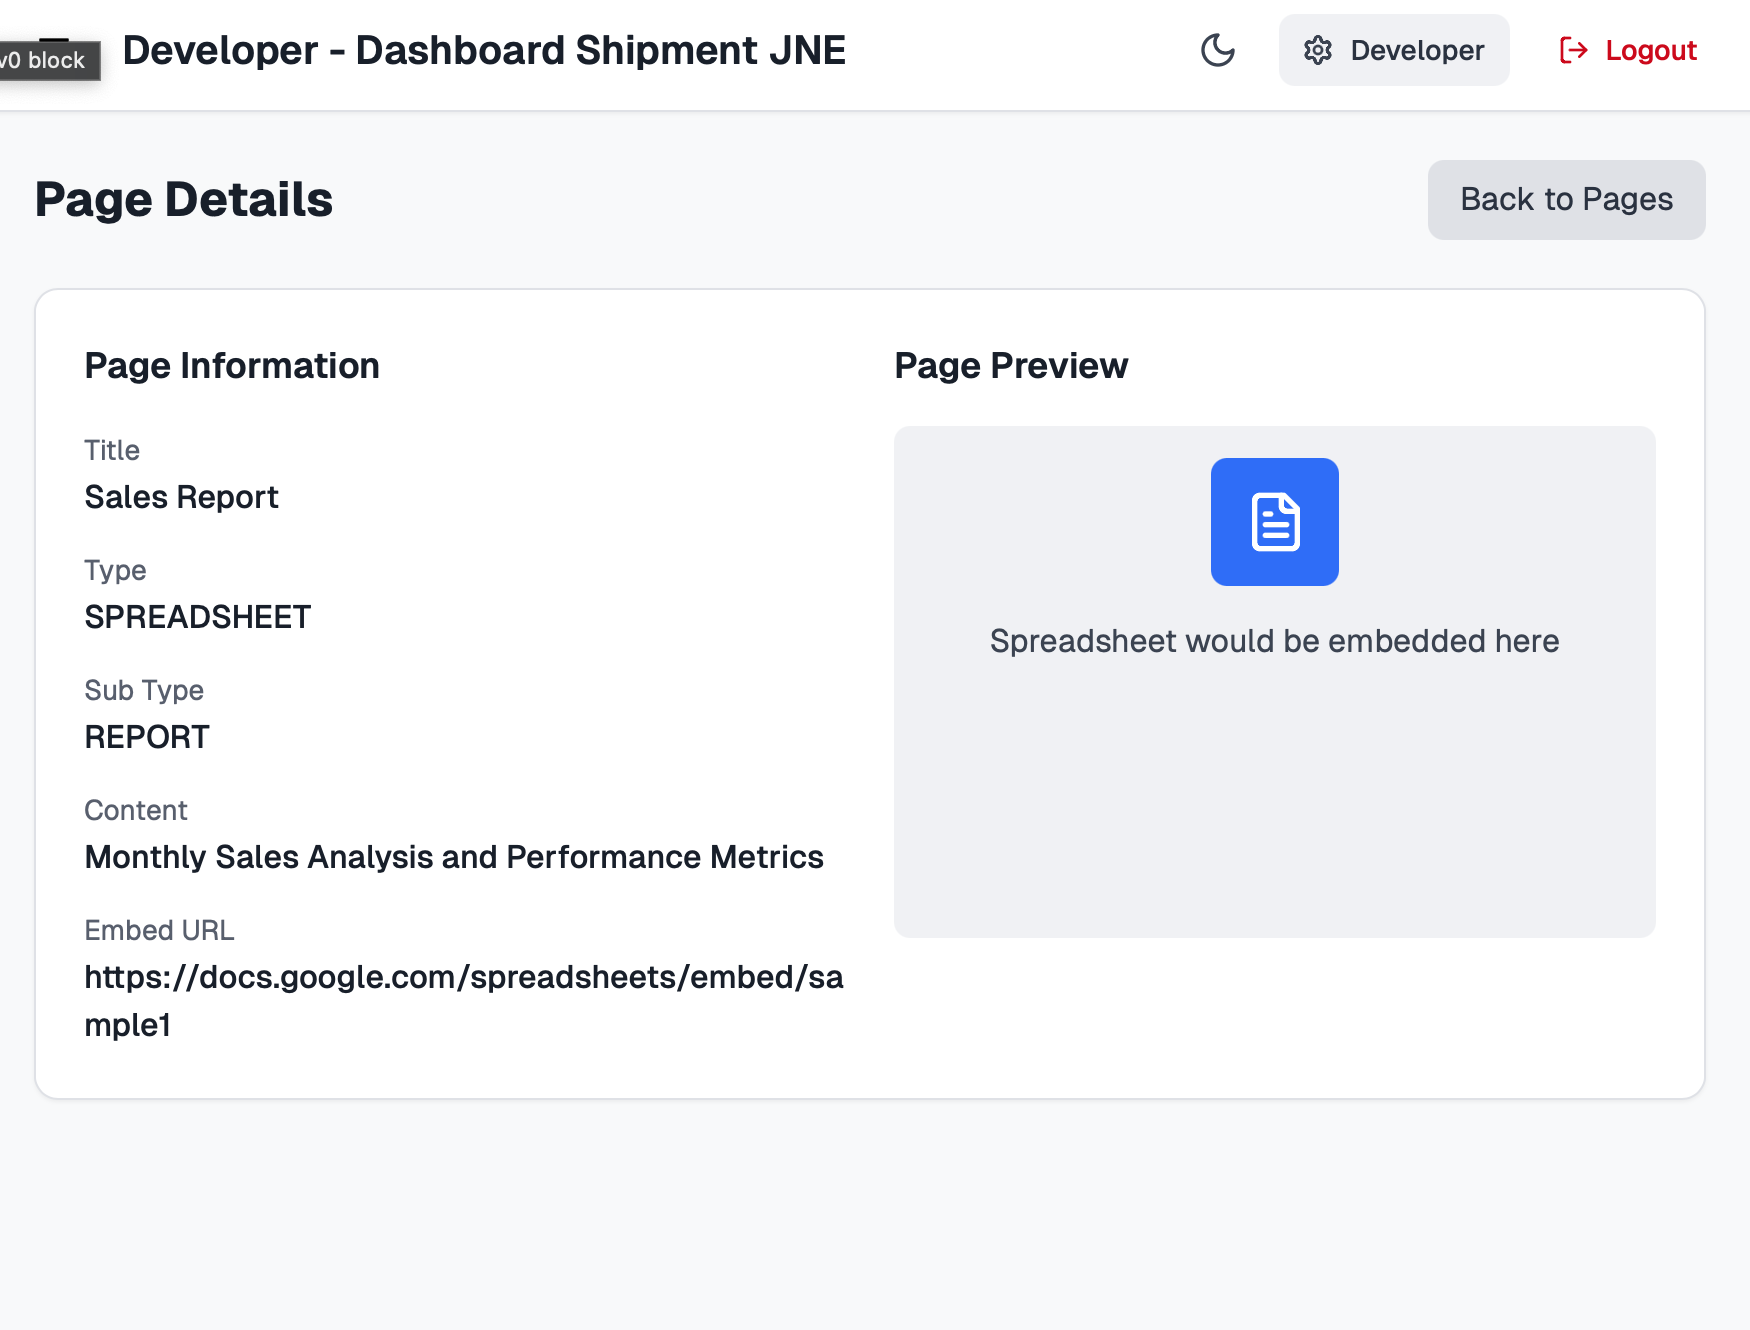 v0 block
Developer - Dashboard Shipment JNE
Developer
Logout
Page Details
Back to Pages
Page Information
Title
Sales Report
Type
SPREADSHEET
Sub Type
REPORT
Content
Monthly Sales Analysis and Performance Metrics
Embed URL
https://docs.google.com/spreadsheets/embed/sa
mple1
Page Preview
Spreadsheet would be embedded here